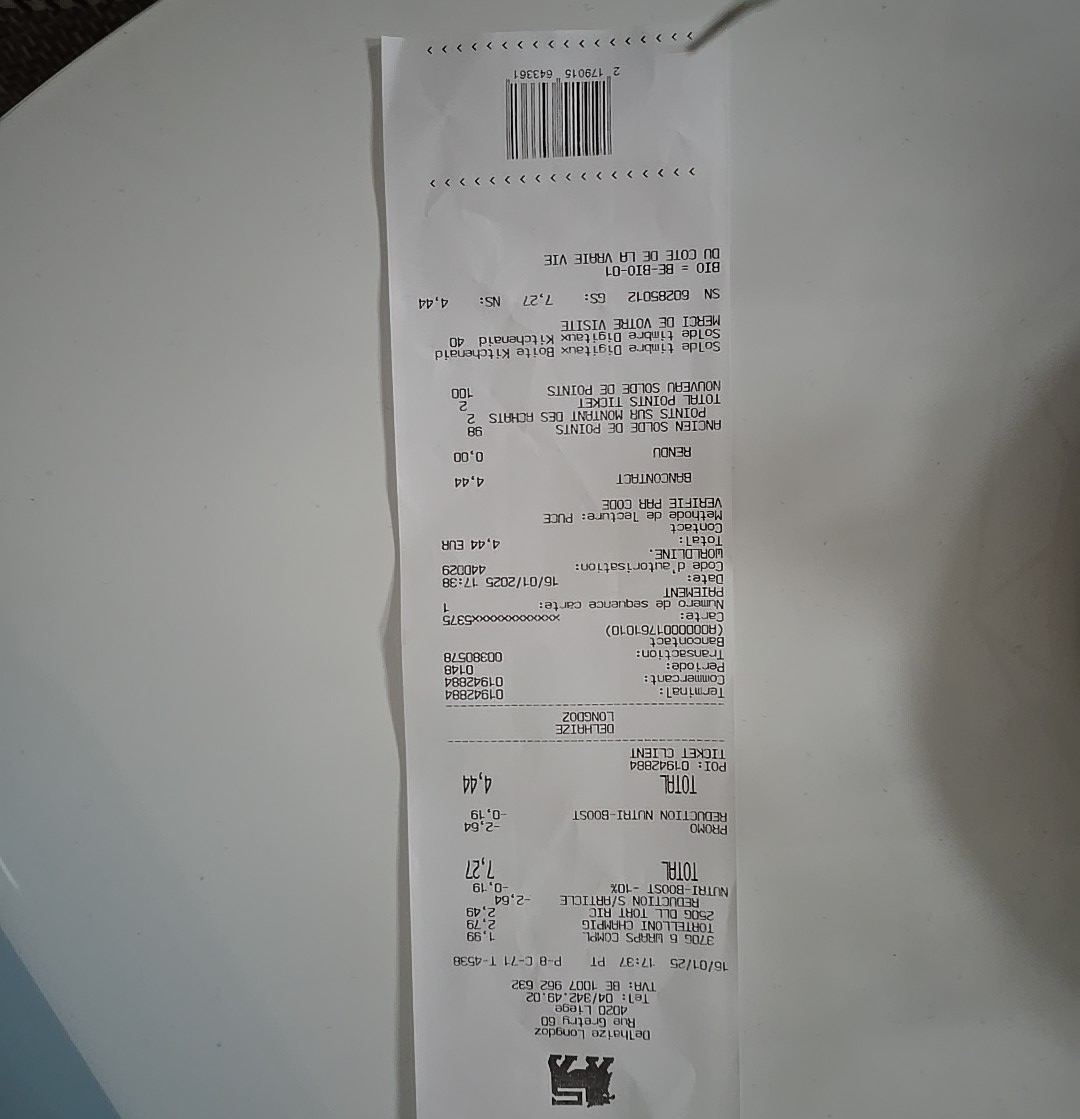 Delhaize Longdoz
Rue Gretry 60
4020 Liege
Tel: 04/342.49.02
TVA: BE 1007 962 632
16/01/25 17:37 PT P-8 C-71 T-4538
370G 6 WRAPS COMPL 1,99
TORTELLONI CHAMPIG 2,79
250G DLL TORT RIC 2,49
REDUCTION S/ARTICLE -2,64
NUTRI-BOOST -10% -0,19
TOTAL 7,27
PROMO -2,64
REDUCTION NUTRI-BOOST -0,19
TOTAL 4,44
POI: 01942884
TICKET CLIENT
DELHAIZE
LONGDOZ
Terminal: 01942884
Commercant: 01942884
Periode: 0148
Transaction: 00380578
Bancontact
(A0000001761010)
Carte: xxxxxxxxxxxxx5375
Numero de sequence carte: 1
PAIEMENT
Date: 16/01/2025 17:38
Code d'autorisation: 440029
WORLDLINE.
Total: 4,44 EUR
Contact
Methode de lecture: PUCE
VERIFIE PAR CODE
BANCONTACT 4,44
RENDU 0,00
ANCIEN SOLDE DE POINTS 98
POINTS SUR MONTANT DES ACHATS 2
TOTAL POINTS TICKET 2
NOUVEAU SOLDE DE POINTS 100
Solde timbre Digitaux Boite Kitchenaid
Solde timbre Digitaux Kitchenaid 40
MERCI DE VOTRE VISITE
SN 60285012 GS: 7,27 NS: 4,44
BIO = BE-BIO-01
DU COTE DE LA VRAIE VIE
2 179015 643361